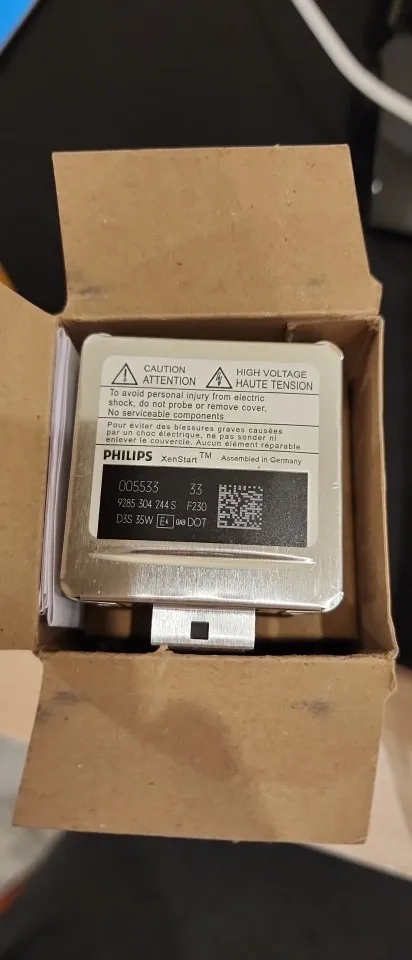 CAUTION
ATTENTION
HIGH VOLTAGE
HAUTE TENSION
To avoid personal injury from electric
shock, do not probe or remove cover.
No serviceable components
Pour éviter des blessures graves causées
par un choc électrique, ne pas sonder ni
enlever le couvercle. Aucun élément réparable
PHILIPS XenStart™ Assembled in Germany
005533 33
9285 304 244 S F230
D3S 35W DOT